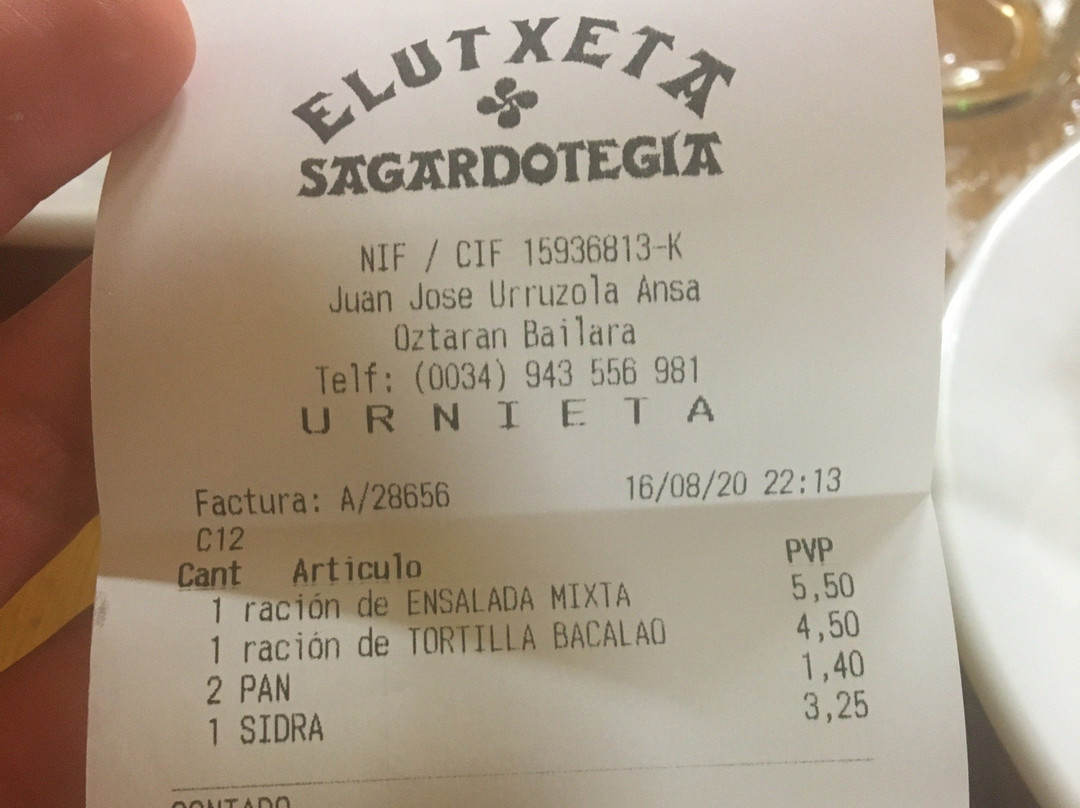 ELUTXETA
SAGARDOTEGÍA
NIF / CIF 15936813-K
Juan Jose Urruzola Ansa
Oztaran Bailara
Telf: (0034) 943 556 981
URNIETA
Factura: A/28656 16/08/20 22:13
C12
Cant Articulo PVP
1 ración de ENSALADA MIXTA 5,50
1 ración de TORTILLA BACALAO 4,50
2 PAN 1,40
1 SIDRA 3,25
CONTADO